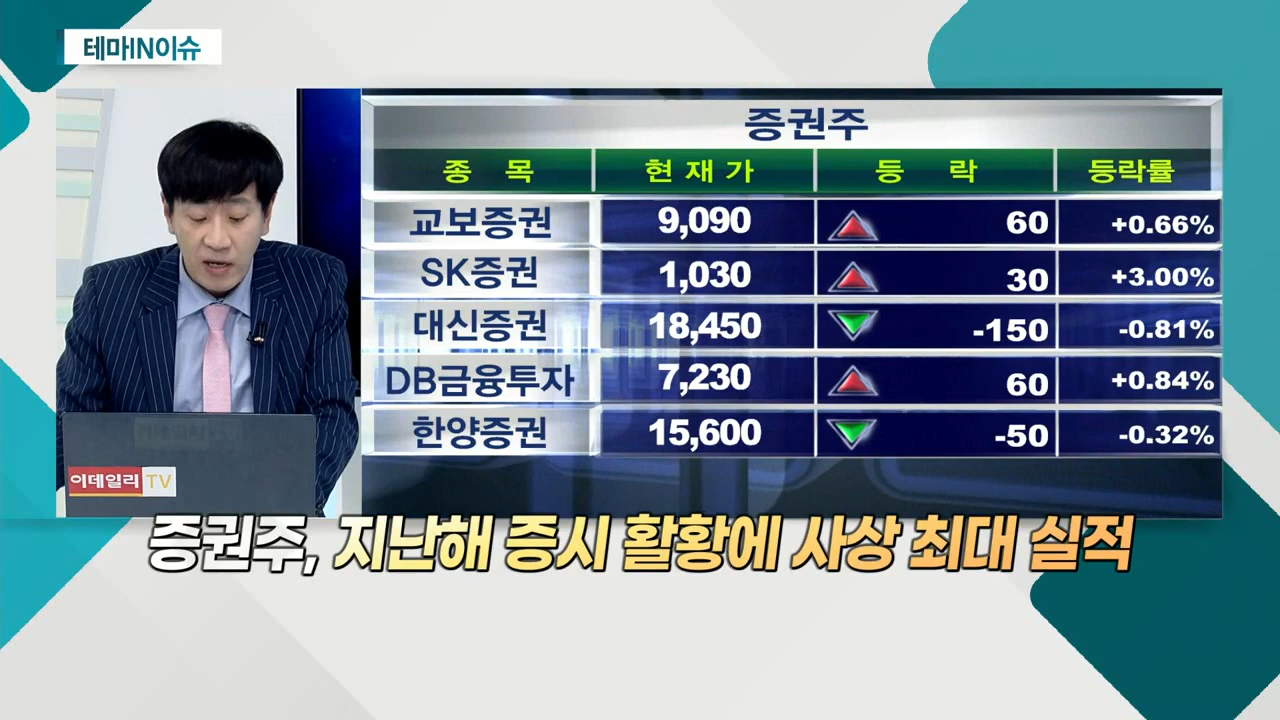 테마IN이슈
증권주
종 목 현 재 가 등 락 등락률
교보증권 9,090 60 +0.66%
SK증권 1,030 30 +3.00%
대신증권 18,450 -150 -0.81%
DB금융투자 7,230 60 +0.84%
한양증권 15,600 -50 -0.32%
이데일리 TV
증권주, 지난해 증시 활황에 사상 최대 실적